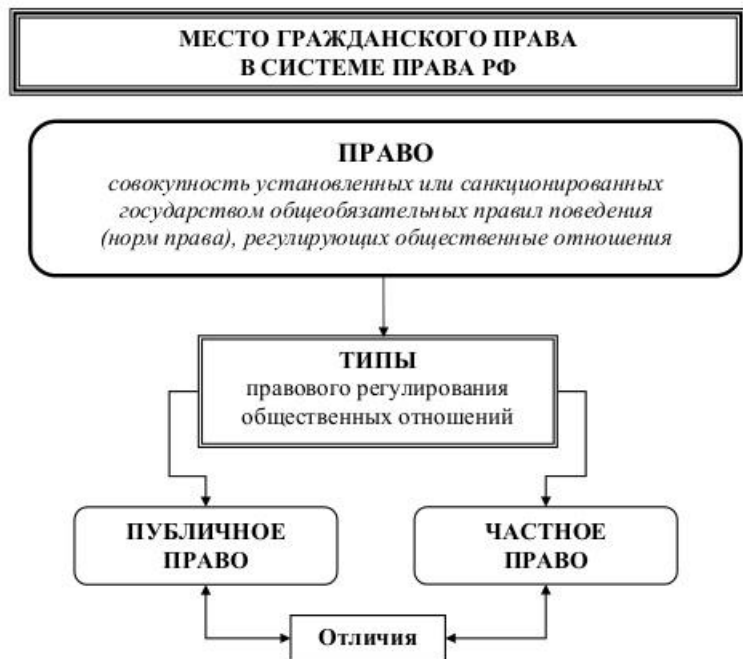 МЕСТО ГРАЖДАНСКОГО ПРАВА
В СИСТЕМЕ ПРАВА РФ
ПРАВО
совокупность установленных или санкционированных
государством общеобязательных правил поведения
(норм права), регулирующих общественные отношения
ТИПЫ
правового регулирования
общественных отношений
ПУБЛИЧНОЕ
ПРАВО
ЧАСТНОЕ
ПРАВО
Отличия